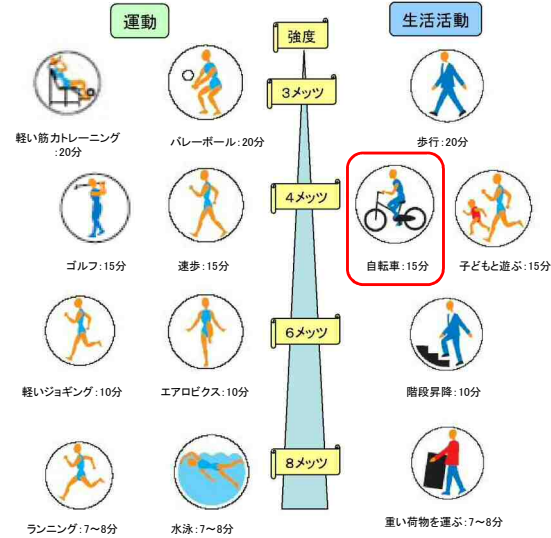 運動
強度
生活活動
3メッツ
軽い筋力トレーニング
:20分
バレーボール:20分
歩行:20分
4メッツ
ゴルフ:15分
速歩:15分
自転車:15分
子どもと遊ぶ:15分
6メッツ
軽いジョギング:10分
エアロビクス:10分
階段昇降:10分
8メッツ
ランニング:7~8分
水泳:7~8分
重い荷物を運ぶ:7~8分